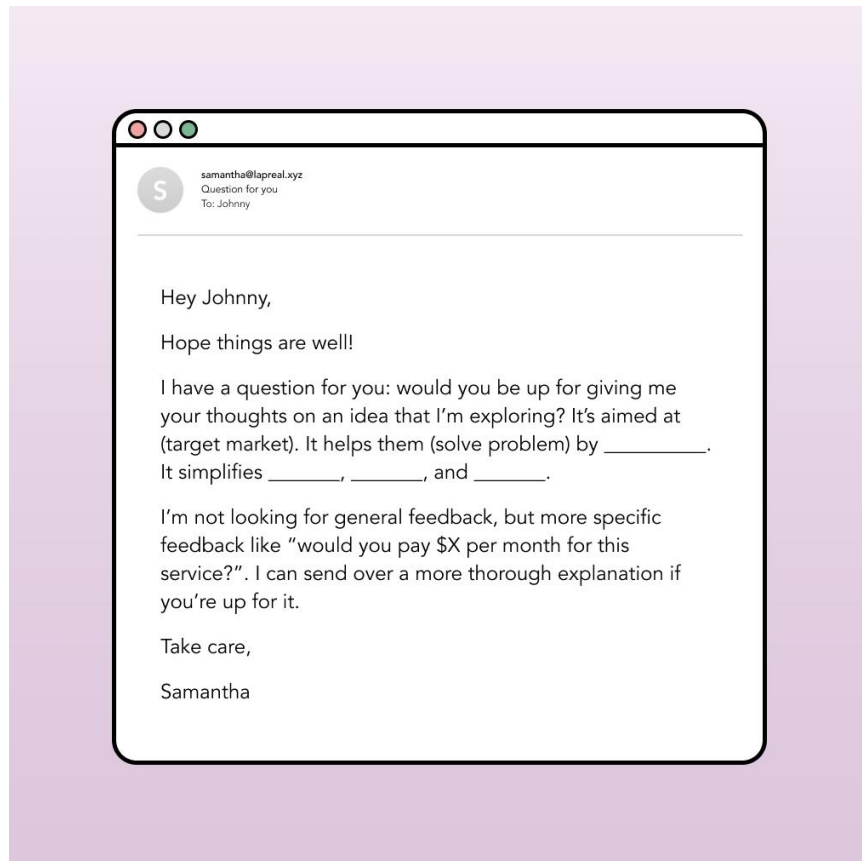 S
samantha@lapreal.xyz
Question for you
To: Johnny
Hey Johnny,
Hope things are well!
I have a question for you: would you be up for giving me
your thoughts on an idea that I’m exploring? It’s aimed at
(target market). It helps them (solve problem) by __________.
It simplifies _______, _______, and _______.
I’m not looking for general feedback, but more specific
feedback like “would you pay $X per month for this
service?”. I can send over a more thorough explanation if
you’re up for it.
Take care,
Samantha